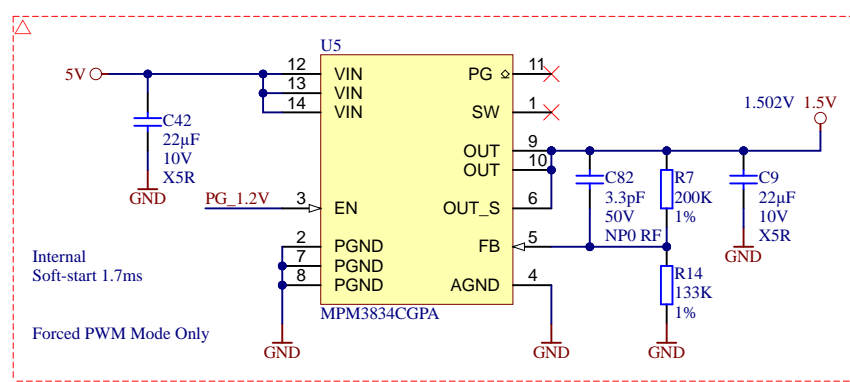 U5
5V
12 VIN
13 VIN
14 VIN
PG 11
SW 1
1.502V 1.5V
C42
22µF
10V
X5R
GND
OUT 9
OUT 10
OUT_S 6
C82
3.3pF
50V
NP0 RF
R7
200K
1%
C9
22µF
10V
X5R
GND
PG_1.2V 3 EN
2 PGND
7 PGND
8 PGND
FB 5
AGND 4
R14
133K
1%
Internal
Soft-start 1.7ms
MPM3834CGPA
Forced PWM Mode Only
GND
GND
GND